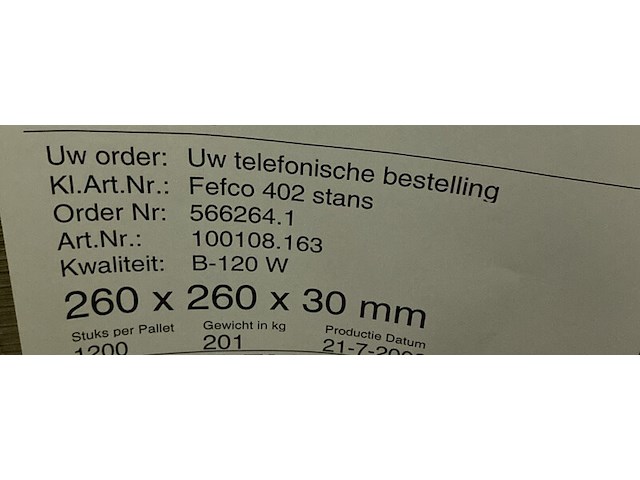 Uw order: Uw telefonische bestelling
Kl.Art.Nr.: Fefco 402 stans
Order Nr: 566264.1
Art.Nr.: 100108.163
Kwaliteit: B-120 W
260 x 260 x 30 mm
Stuks per Pallet Gewicht in kg Productie Datum
1200 201